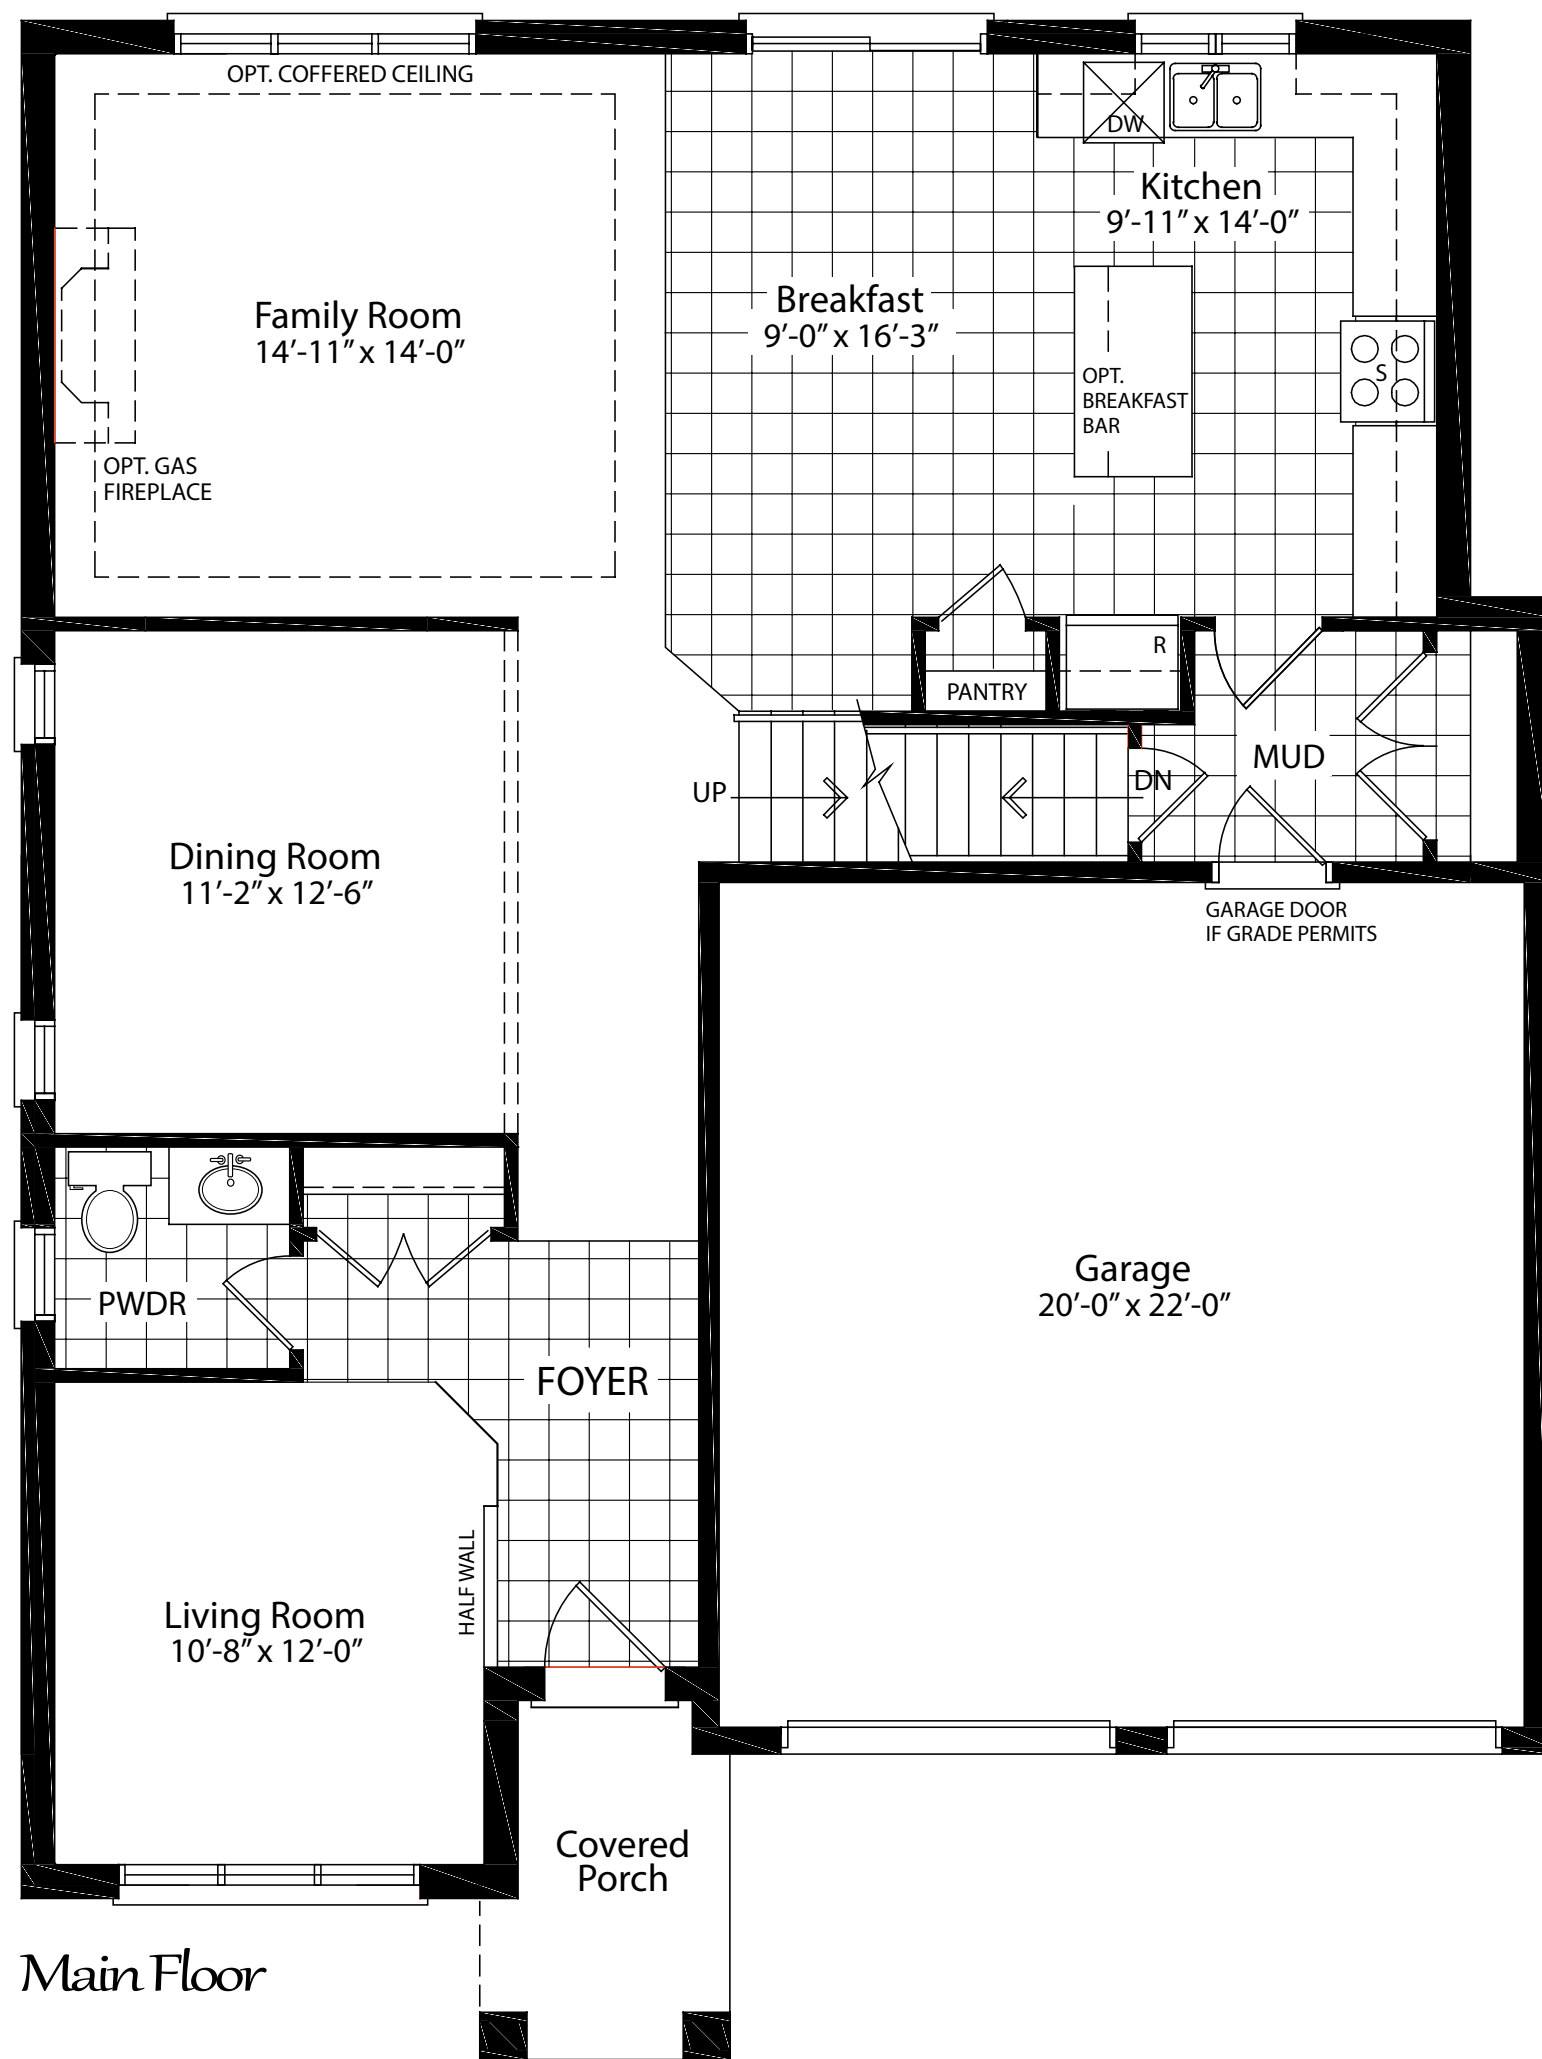 OPT. COFFERED CEILING
DW
Kitchen
9’-11” x 14’-0”
Family Room
14’-11” x 14’-0”
Breakfast
9’-0” x 16’-3”
OPT.
BREAKFAST
BAR
S
OPT. GAS
FIREPLACE
R
PANTRY
MUD
UP
DN
Dining Room
11’-2” x 12’-6”
GARAGE DOOR
IF GRADE PERMITS
Garage
20’-0” x 22’-0”
PWDR
FOYER
HALF WALL
Living Room
10’-8” x 12’-0”
Covered
Porch
Main Floor